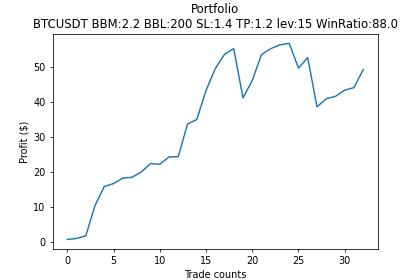 Portfolio
BTCUSDT BBM:2.2 BBL:200 SL:1.4 TP:1.2 lev:15 WinRatio:88.0
50
40
30
20
10
0
Profit ($)
0 5 10 15 20 25 30
Trade counts